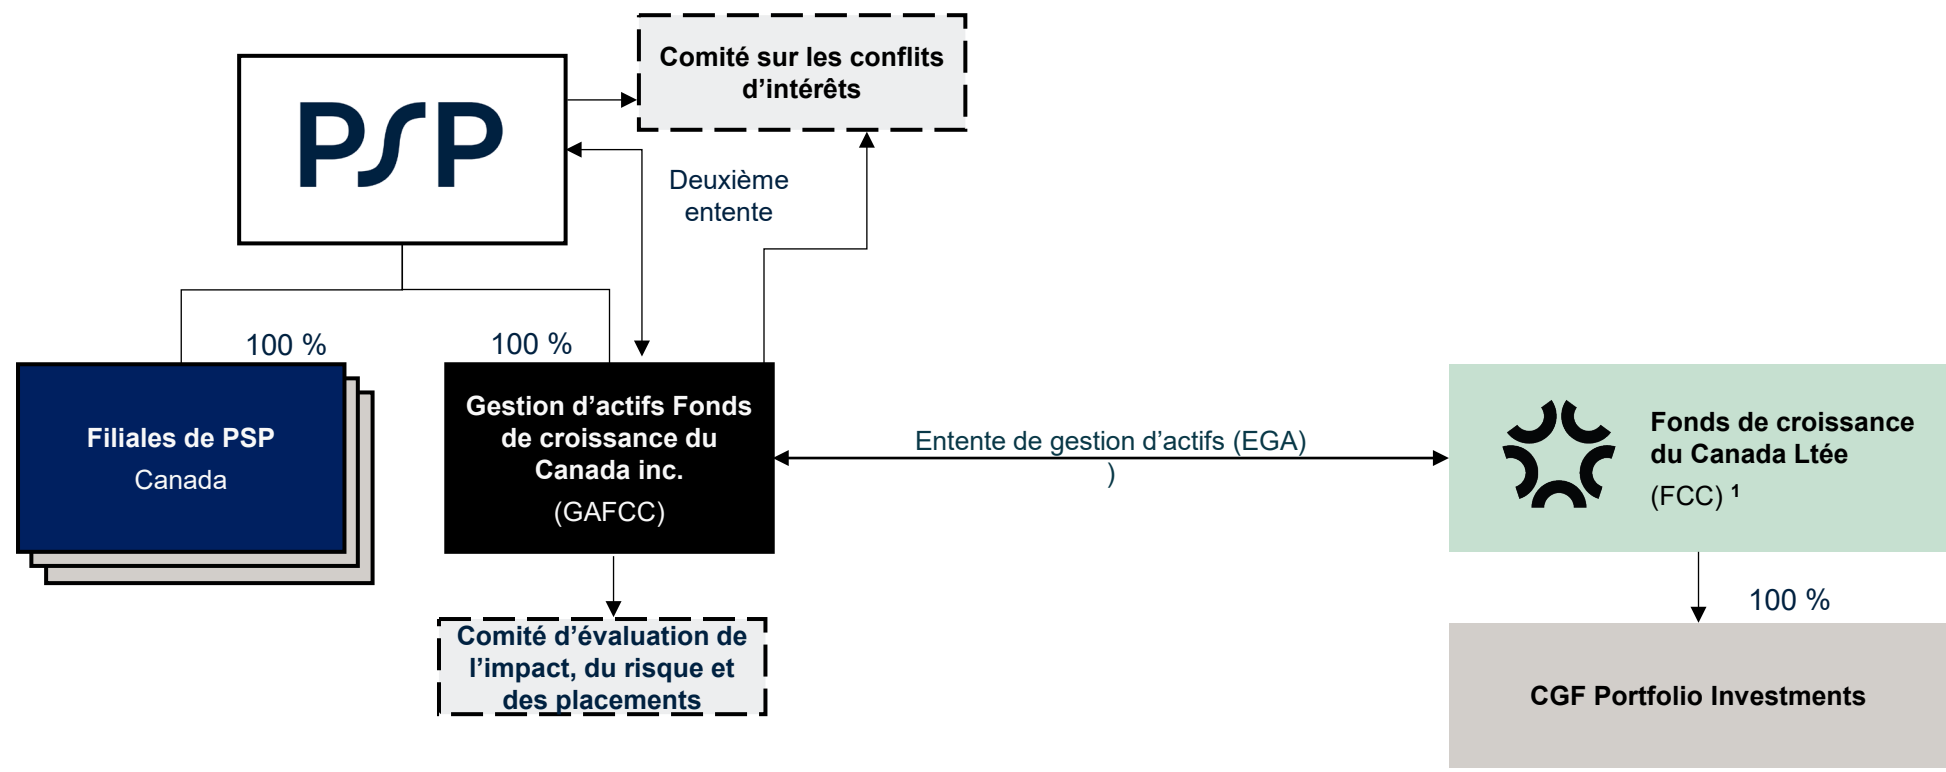 PSP
Comité sur les conflits
d’intérêts
Deuxième
entente
100 %
100 %
Filiales de PSP
Canada
Gestion d’actifs Fonds
de croissance du
Canada inc.
(GAFCC)
Entente de gestion d’actifs (EGA)
)
Fonds de croissance
du Canada Ltée
(FCC) ¹
Comité d’évaluation de
l’impact, du risque et
des placements
100 %
CGF Portfolio Investments